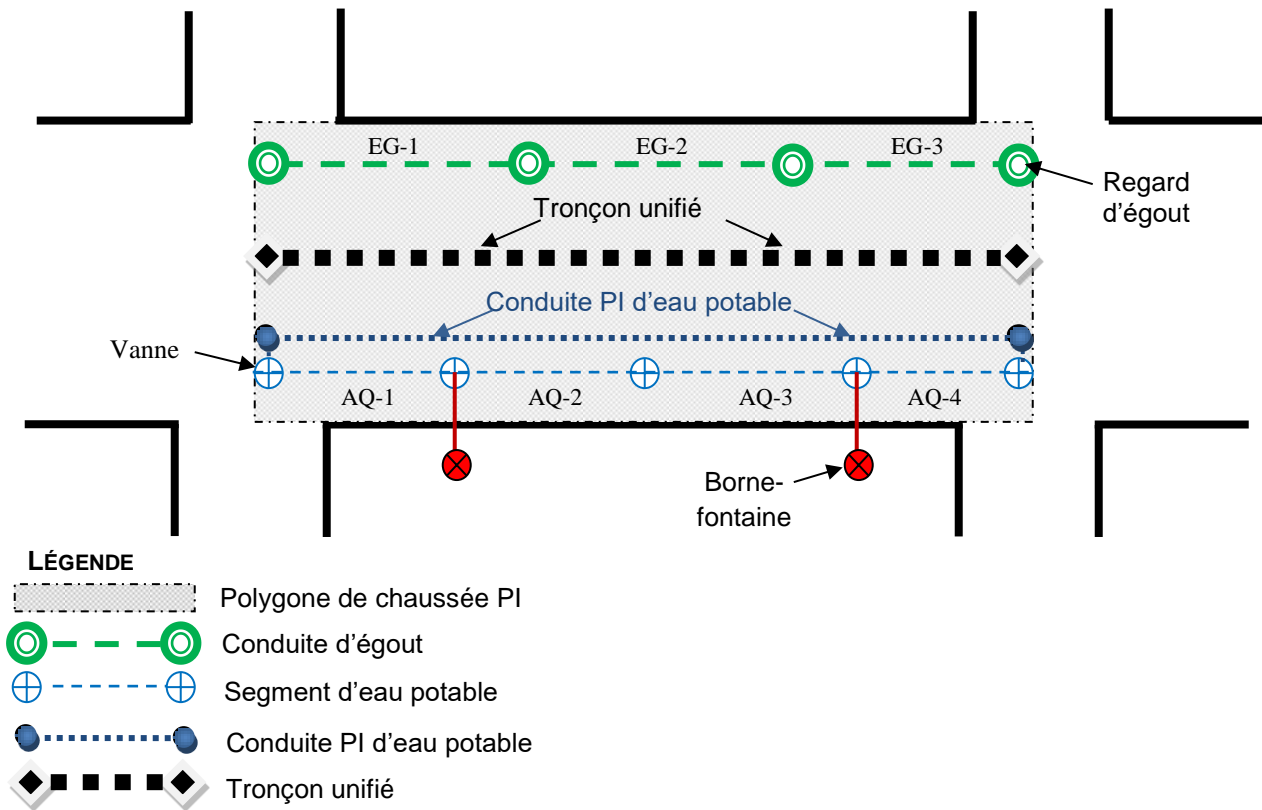 EG-1 EG-2 EG-3
Regard
d'égout
Tronçon unifié
Conduite PI d'eau potable
Vanne
AQ-1 AQ-2 AQ-3 AQ-4
Borne-
fontaine
LÉGENDE
Polygone de chaussée PI
Conduite d'égout
Segment d'eau potable
Conduite PI d'eau potable
Tronçon unifié